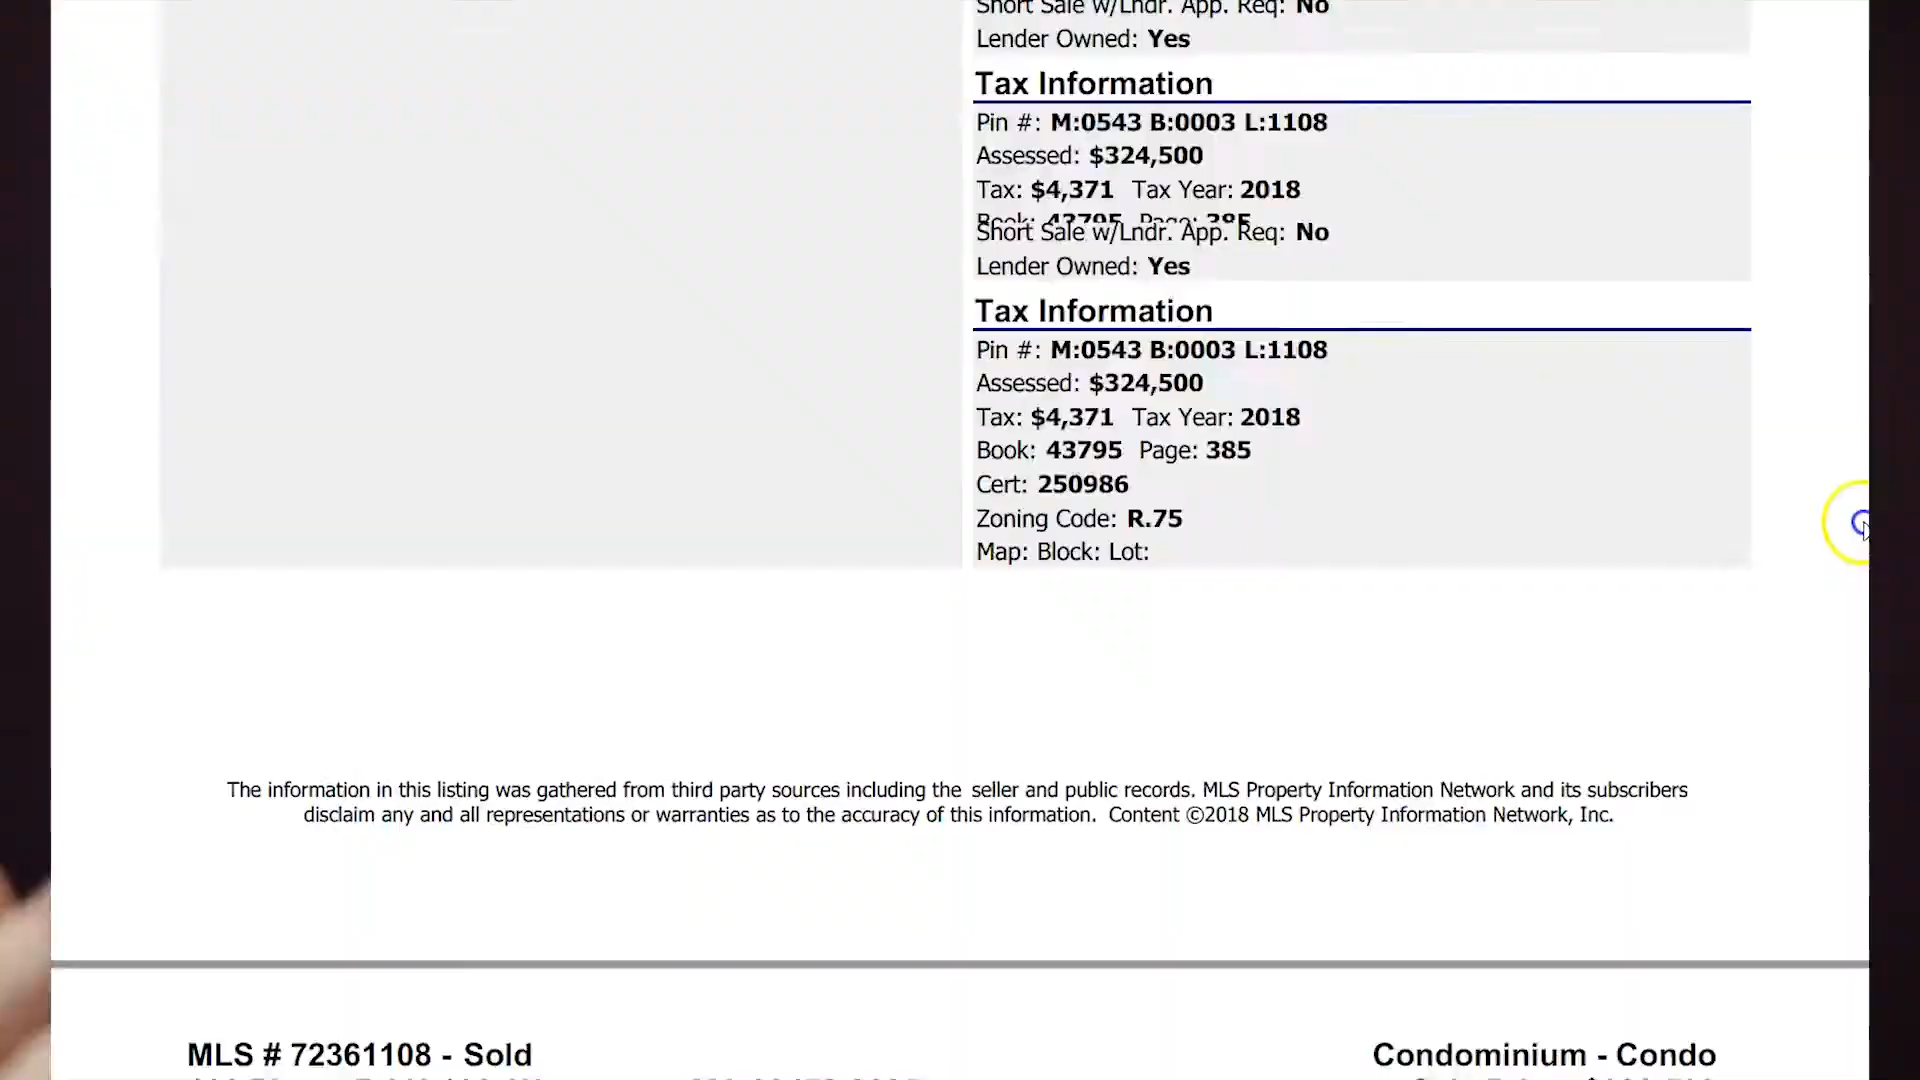 Short Sale w/Lndr. App. Req: No
Lender Owned: Yes
Tax Information
Pin #: M:0543 B:0003 L:1108
Assessed: $324,500
Tax: $4,371 Tax Year: 2018
Book: 43795 Page: 385
Short Sale w/Lndr. App. Req: No
Lender Owned: Yes
Tax Information
Pin #: M:0543 B:0003 L:1108
Assessed: $324,500
Tax: $4,371 Tax Year: 2018
Book: 43795 Page: 385
Cert: 250986
Zoning Code: R.75
Map: Block: Lot:
The information in this listing was gathered from third party sources including the seller and public records. MLS Property Information Network and its subscribers
disclaim any and all representations or warranties as to the accuracy of this information. Content ©2018 MLS Property Information Network, Inc.
MLS # 72361108 - Sold
Condominium - Condo